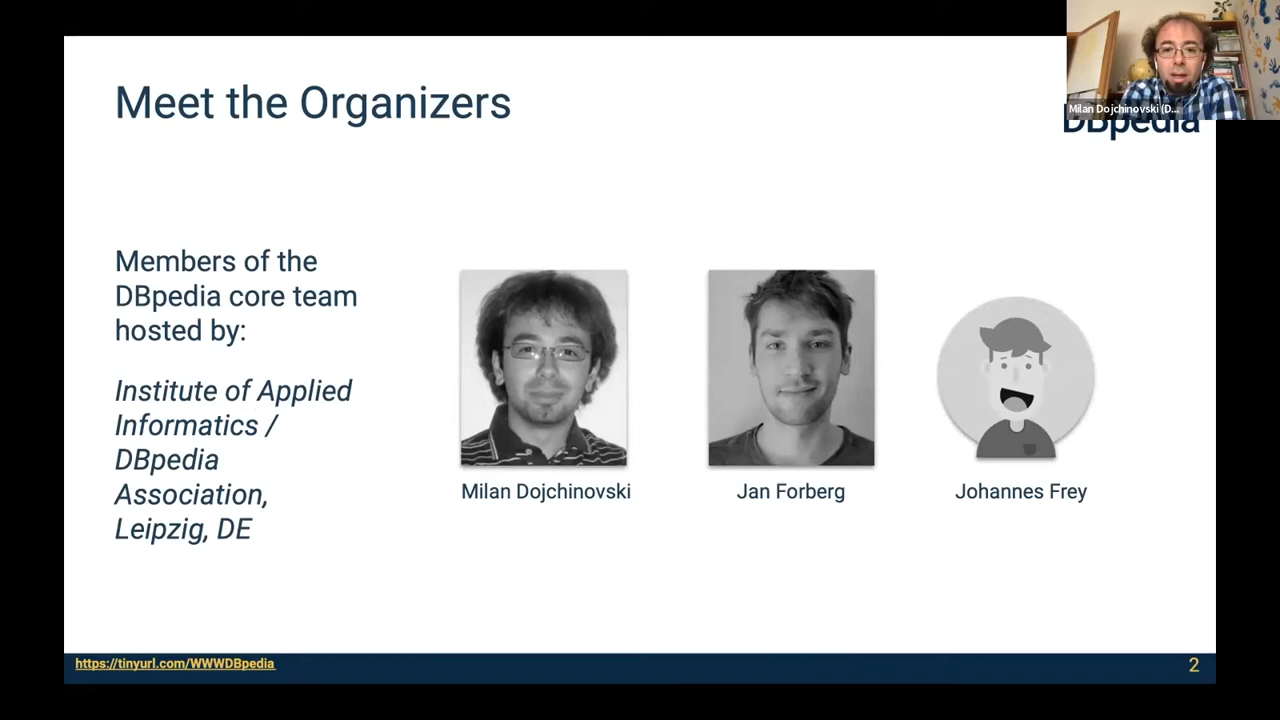 Meet the Organizers
Milan Dojchinovski (D...
DBpedia
Members of the
DBpedia core team
hosted by:
Institute of Applied
Informatics /
DBpedia
Association,
Leipzig, DE
Milan Dojchinovski
Jan Forberg
Johannes Frey
https://tinyurl.com/WWWDBpedia
2